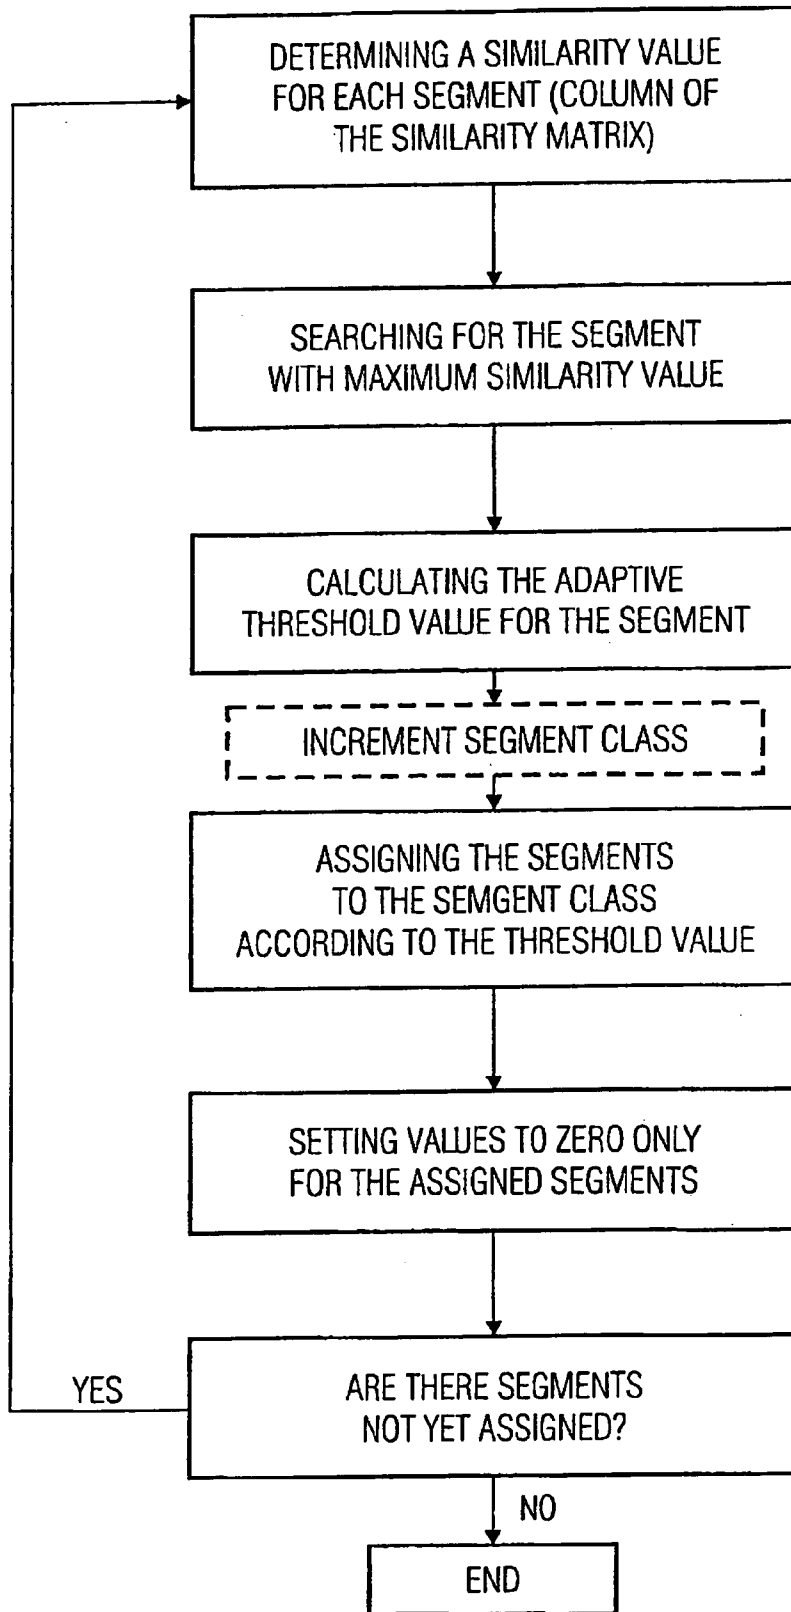 DETERMINING A SIMILARITY VALUE
FOR EACH SEGMENT (COLUMN OF
THE SIMILARITY MATRIX)
SEARCHING FOR THE SEGMENT
WITH MAXIMUM SIMILARITY VALUE
CALCULATING THE ADAPTIVE
THRESHOLD VALUE FOR THE SEGMENT
INCREMENT SEGMENT CLASS
ASSIGNING THE SEGMENTS
TO THE SEMGENT CLASS
ACCORDING TO THE THRESHOLD VALUE
SETTING VALUES TO ZERO ONLY
FOR THE ASSIGNED SEGMENTS
YES
ARE THERE SEGMENTS
NOT YET ASSIGNED?
NO
END